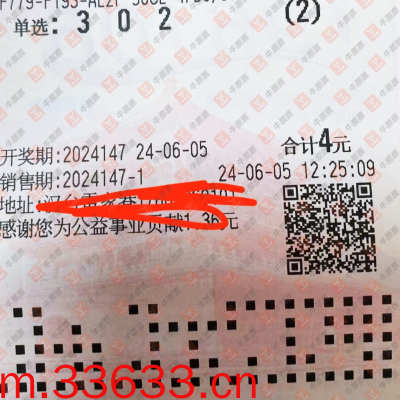 单选: 3 0 2 (2)
合计4元
开奖期:2024147 24-06-05
销售期:2024147-1 24-06-05 12:25:09
地址:
感谢您为公益事业贡献1.36元
m.33633.cn